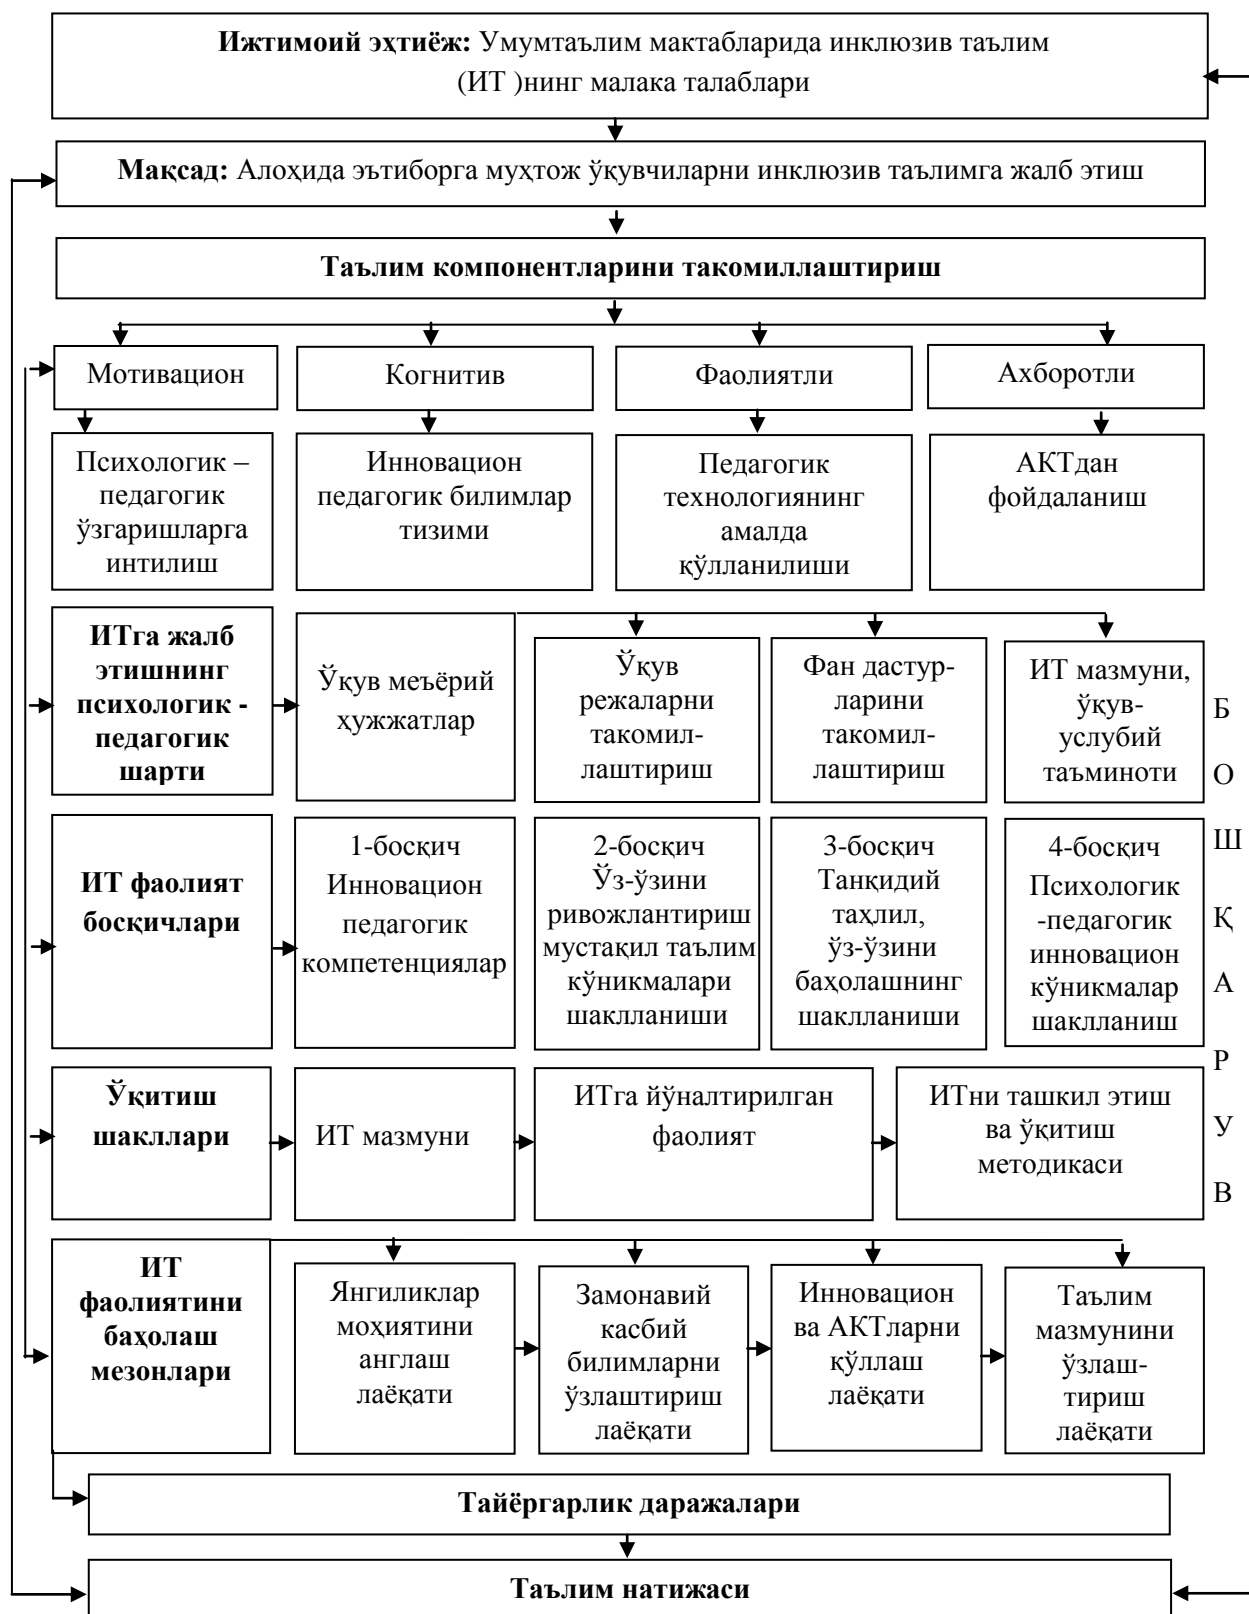 Ижтимоий эҳтиёж: Умумтаълим мактабларида инклюзив таълим
(ИТ )нинг малака талаблари
Мақсад: Алоҳида эътиборга муҳтож ўқувчиларни инклюзив таълимга жалб этиш
Таълим компонентларини такомиллаштириш
Мотивацион
Когнитив
Фаолиятли
Ахборотли
Психологик –
педагогик
ўзгаришларга
интилиш
Инновацион
педагогик билимлар
тизими
Педагогик
технологиянинг
амалда
қўлланилиши
АКТдан
фойдаланиш
ИТга жалб
этишнинг
психологик -
педагогик
шарти
Ўқув меъёрий
ҳужжатлар
Ўқув
режаларни
такомил-
лаштириш
Фан дастур-
ларини
такомил-
лаштириш
ИТ мазмуни,
ўқув-
услубий
таъминоти
ИТ фаолият
босқичлари
1-босқич
Инновацион
педагогик
компетенциялар
2-босқич
Ўз-ўзини
ривожлантириш
мустақил таълим
кўникмалари
шаклланиши
3-босқич
Танқидий
таҳлил,
ўз-ўзини
баҳолашнинг
шаклланиши
4-босқич
Психологик
-педагогик
инновацион
кўникмалар
шаклланиш
Ўқитиш
шакллари
ИТ мазмуни
ИТга йўналтирилган
фаолият
ИТни ташкил этиш
ва ўқитиш
методикаси
ИТ
фаолиятини
баҳолаш
мезонлари
Янгиликлар
моҳиятини
англаш
лаёқати
Замонавий
касбий
билимларни
ўзлаштириш
лаёқати
Инновацион
ва АКТларни
қўллаш
лаёқати
Таълим
мазмунини
ўзлаш-
тириш
лаёқати
Б
О
Ш
Қ
А
Р
У
В
Тайёргарлик даражалари
Таълим натижаси